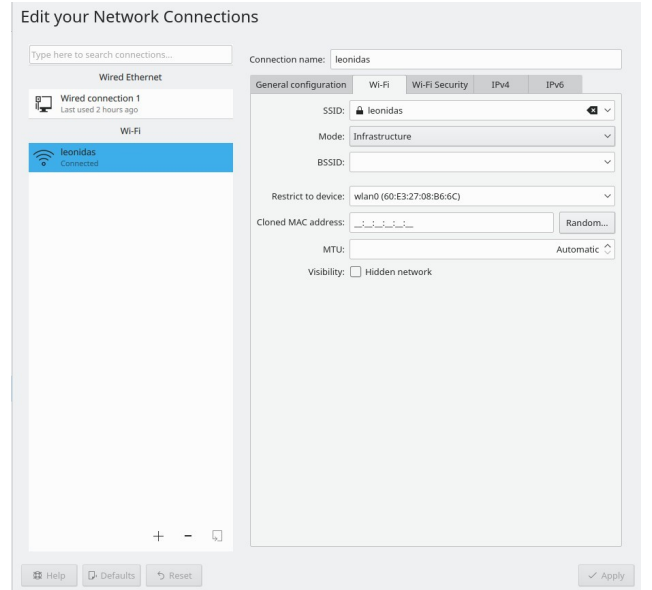 Edit your Network Connections
Type here to search connections...
Wired Ethernet
Wired connection 1
Last used 2 hours ago
Wi-Fi
leonidas
Connected
Connection name: leonidas
General configuration Wi-Fi Wi-Fi Security IPv4 IPv6
SSID: leonidas
Mode: Infrastructure
BSSID:
Restrict to device: wlan0 (60:E3:27:08:B6:6C)
Cloned MAC address: __:__:__:__:__:__ Random...
MTU: Automatic
Visibility: Hidden network
Help Defaults Reset Apply